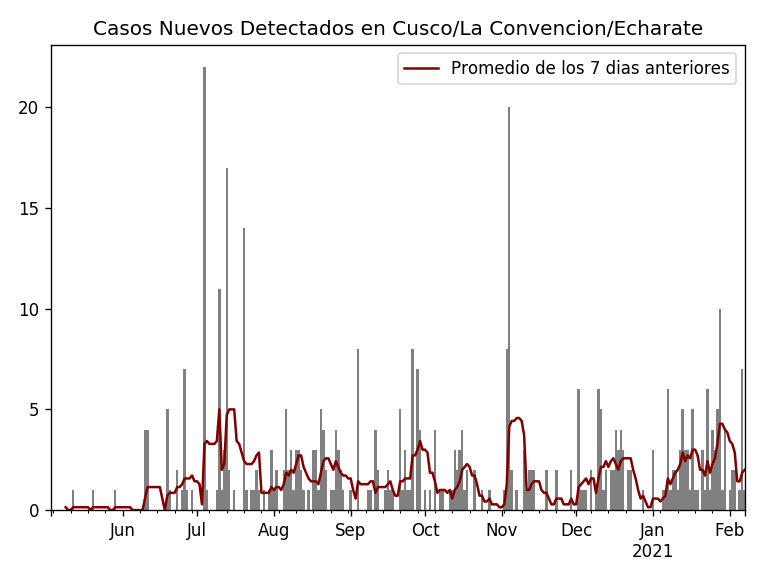 Casos Nuevos Detectados en Cusco/La Convencion/Echarate
Promedio de los 7 dias anteriores
20
15
10
5
0
Jun Jul Aug Sep Oct Nov Dec Jan Feb
2021